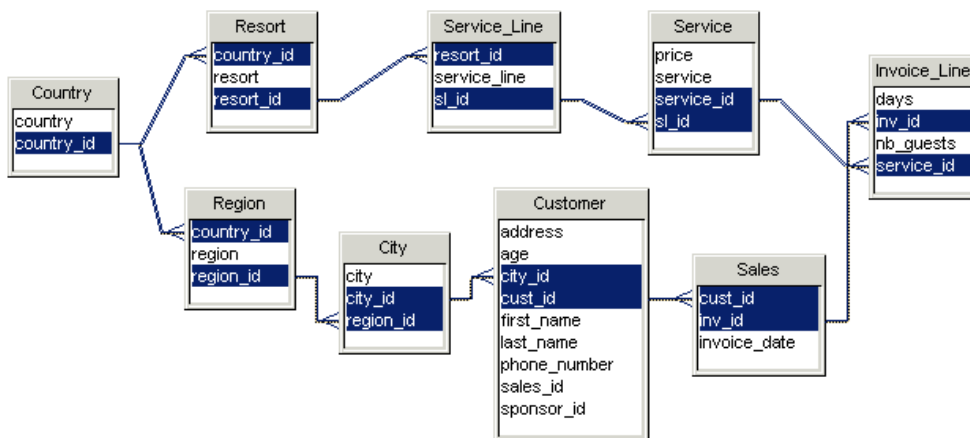 Country
country
country_id
Resort
country_id
resort
resort_id
Service_Line
resort_id
service_line
sl_id
Service
price
service
service_id
sl_id
Invoice_Line
days
inv_id
nb_guests
service_id
Region
country_id
region
region_id
City
city
city_id
region_id
Customer
address
age
city_id
cust_id
first_name
last_name
phone_number
sales_id
sponsor_id
Sales
cust_id
inv_id
invoice_date